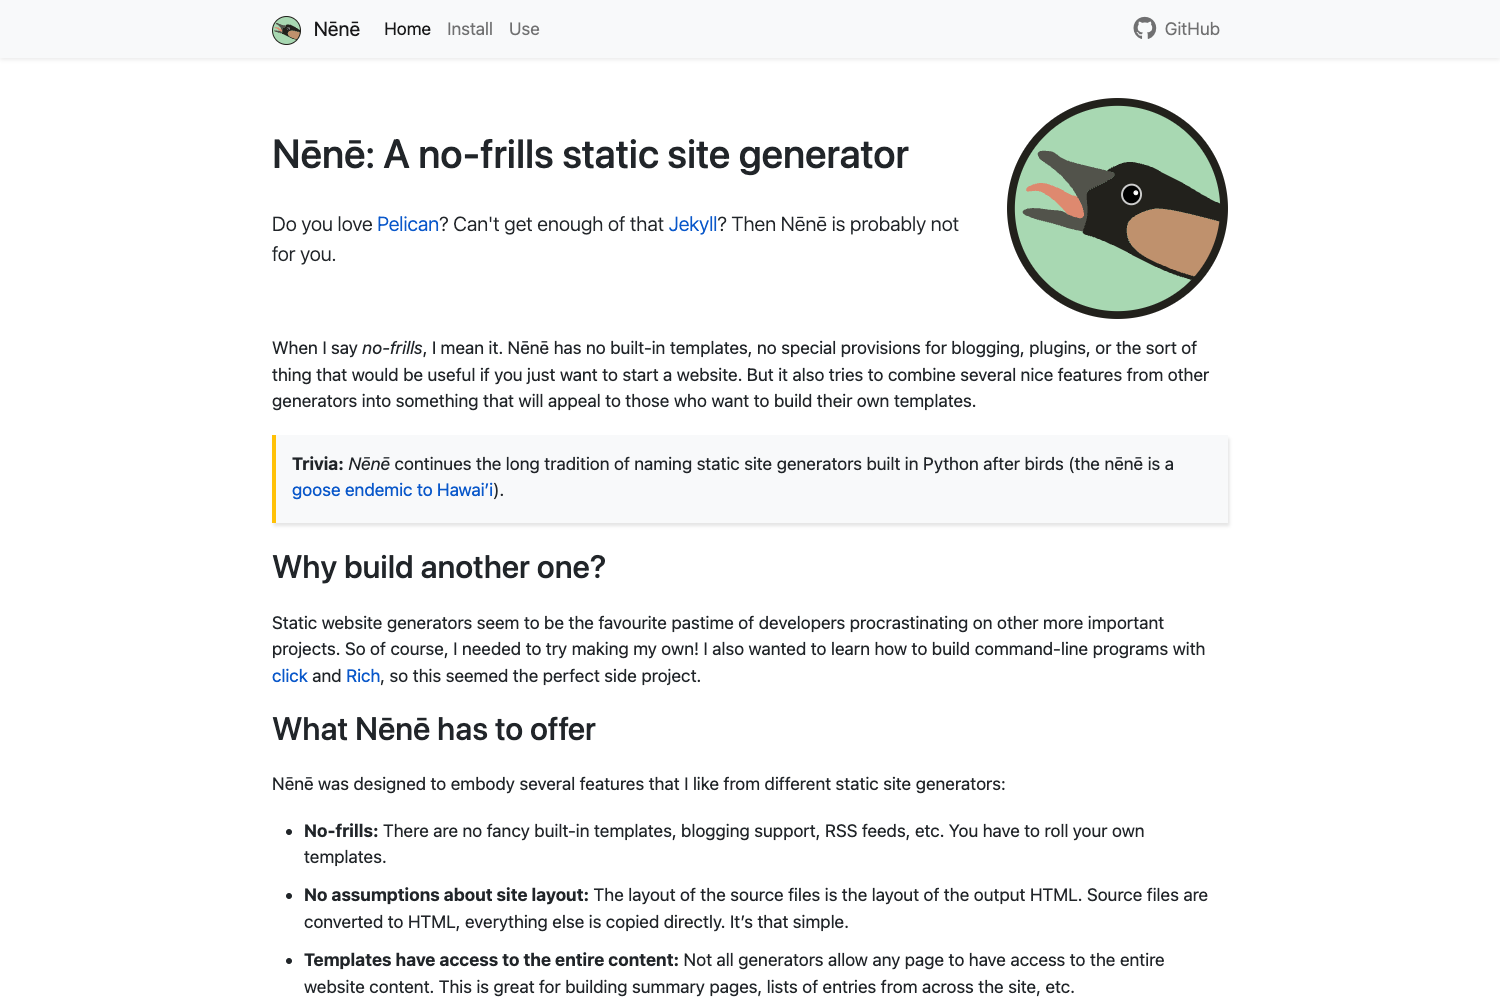 Nēnē Home Install Use GitHub
Nēnē: A no-frills static site generator
Do you love Pelican? Can't get enough of that Jekyll? Then Nēnē is probably not
for you.
When I say no-frills, I mean it. Nēnē has no built-in templates, no special provisions for blogging, plugins, or the sort of
thing that would be useful if you just want to start a website. But it also tries to combine several nice features from other
generators into something that will appeal to those who want to build their own templates.
Trivia: Nēnē continues the long tradition of naming static site generators built in Python after birds (the nēnē is a
goose endemic to Hawai’i).
Why build another one?
Static website generators seem to be the favourite pastime of developers procrastinating on other more important
projects. So of course, I needed to try making my own! I also wanted to learn how to build command-line programs with
click and Rich, so this seemed the perfect side project.
What Nēnē has to offer
Nēnē was designed to embody several features that I like from different static site generators:
• No-frills: There are no fancy built-in templates, blogging support, RSS feeds, etc. You have to roll your own
templates.
• No assumptions about site layout: The layout of the source files is the layout of the output HTML. Source files are
converted to HTML, everything else is copied directly. It’s that simple.
• Templates have access to the entire content: Not all generators allow any page to have access to the entire
website content. This is great for building summary pages, lists of entries from across the site, etc.